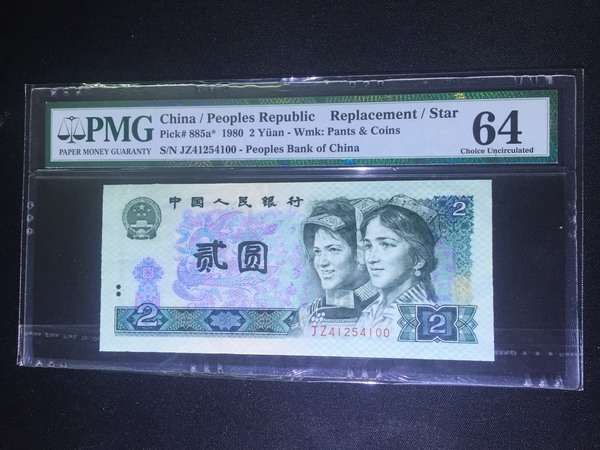 PMG
PAPER MONEY GUARANTY
China / Peoples Republic Replacement / Star
Pick# 885a* 1980 2 Yüan - Wmk: Pants & Coins
S/N JZ41254100 - Peoples Bank of China
64
Choice Uncirculated
中国人民银行
2
贰圆
2
JZ41254100
2